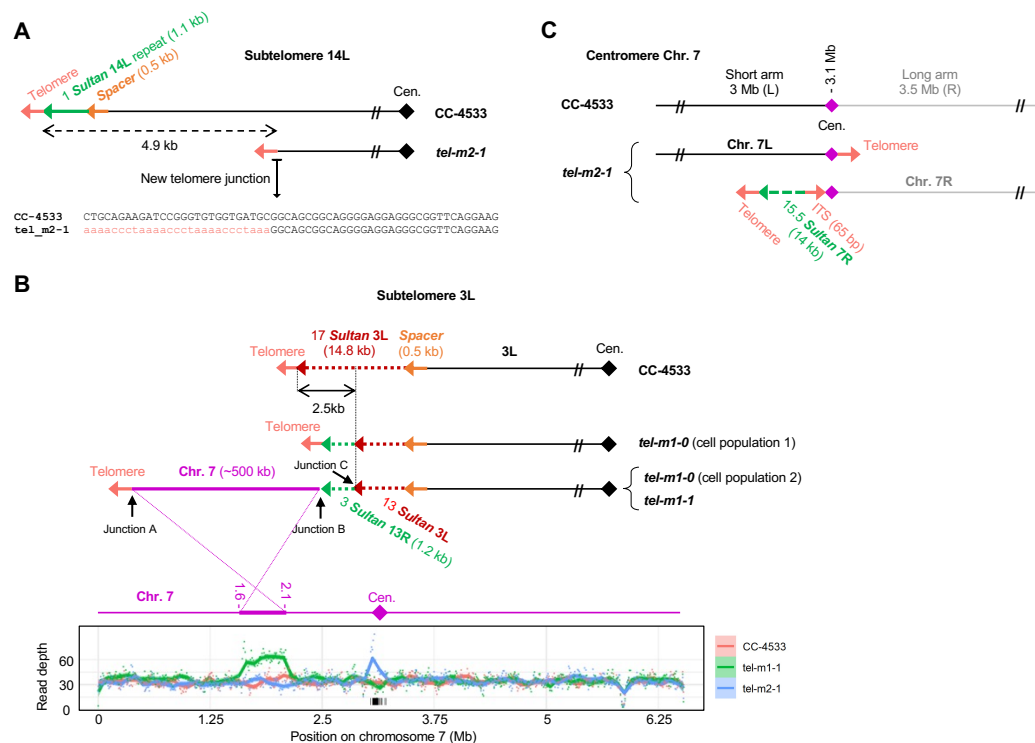 A
Subtelomere 14L
Telomere
1 Sultan 14L repeat (1.1 kb)
Spacer (0.5 kb)
Cen.
CC-4533
4.9 kb
tel-m2-1
New telomere junction
CC-4533 CTGCAGAAGATCCGGGTGTGGTGATGCGGCAGCGGCAGGGGAGGAGGGCGGTTCAGGAAG
tel_m2-1 aaaaccctaaaaccctaaaaccctaaaGGCAGCGGCAGGGGAGGAGGGCGGTTCAGGAAG
C
Centromere Chr. 7
Short arm
3 Mb (L)
- 3.1 Mb
Long arm
3.5 Mb (R)
CC-4533
Cen.
Chr. 7L
Telomere
tel-m2-1
Chr. 7R
Telomere
15.5 Sultan 7R
(14 kb)
ITS (65 bp)
B
Subtelomere 3L
17 Sultan 3L
(14.8 kb)
Spacer
(0.5 kb)
Telomere
3L
Cen.
CC-4533
2.5kb
Telomere
tel-m1-0 (cell population 1)
Junction C
Telomere
Chr. 7 (~500 kb)
tel-m1-0 (cell population 2)
tel-m1-1
Junction A
Junction B
3 Sultan 13R (1.2 kb)
13 Sultan 3L
1.6 -
2.1 -
Chr. 7
Cen.
Read depth
60
30
0
0
1.25
2.5
3.75
5
6.25
Position on chromosome 7 (Mb)
CC-4533
tel-m1-1
tel-m2-1